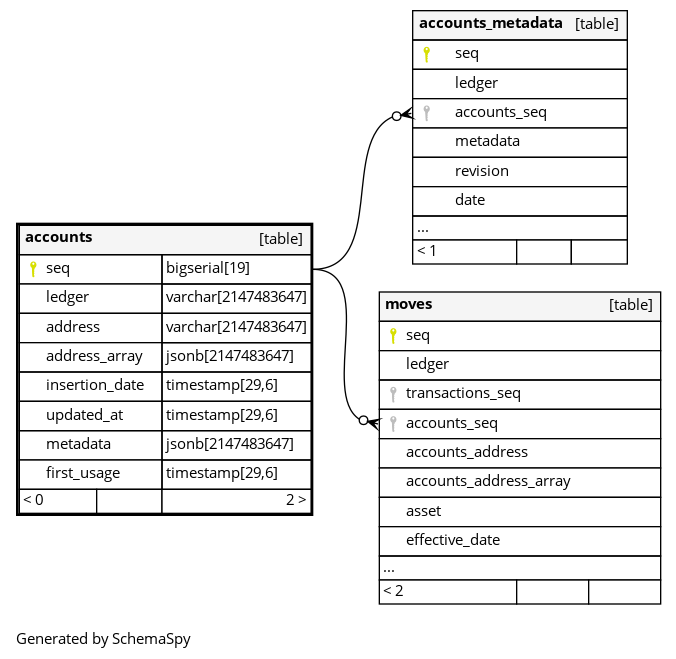 accounts_metadata [table]
seq
ledger
accounts_seq
metadata
revision
date
...
< 1
accounts [table]
seq bigserial[19]
ledger varchar[2147483647]
address varchar[2147483647]
address_array jsonb[2147483647]
insertion_date timestamp[29,6]
updated_at timestamp[29,6]
metadata jsonb[2147483647]
first_usage timestamp[29,6]
< 0 2 >
moves [table]
seq
ledger
transactions_seq
accounts_seq
accounts_address
accounts_address_array
asset
effective_date
...
< 2
Generated by SchemaSpy